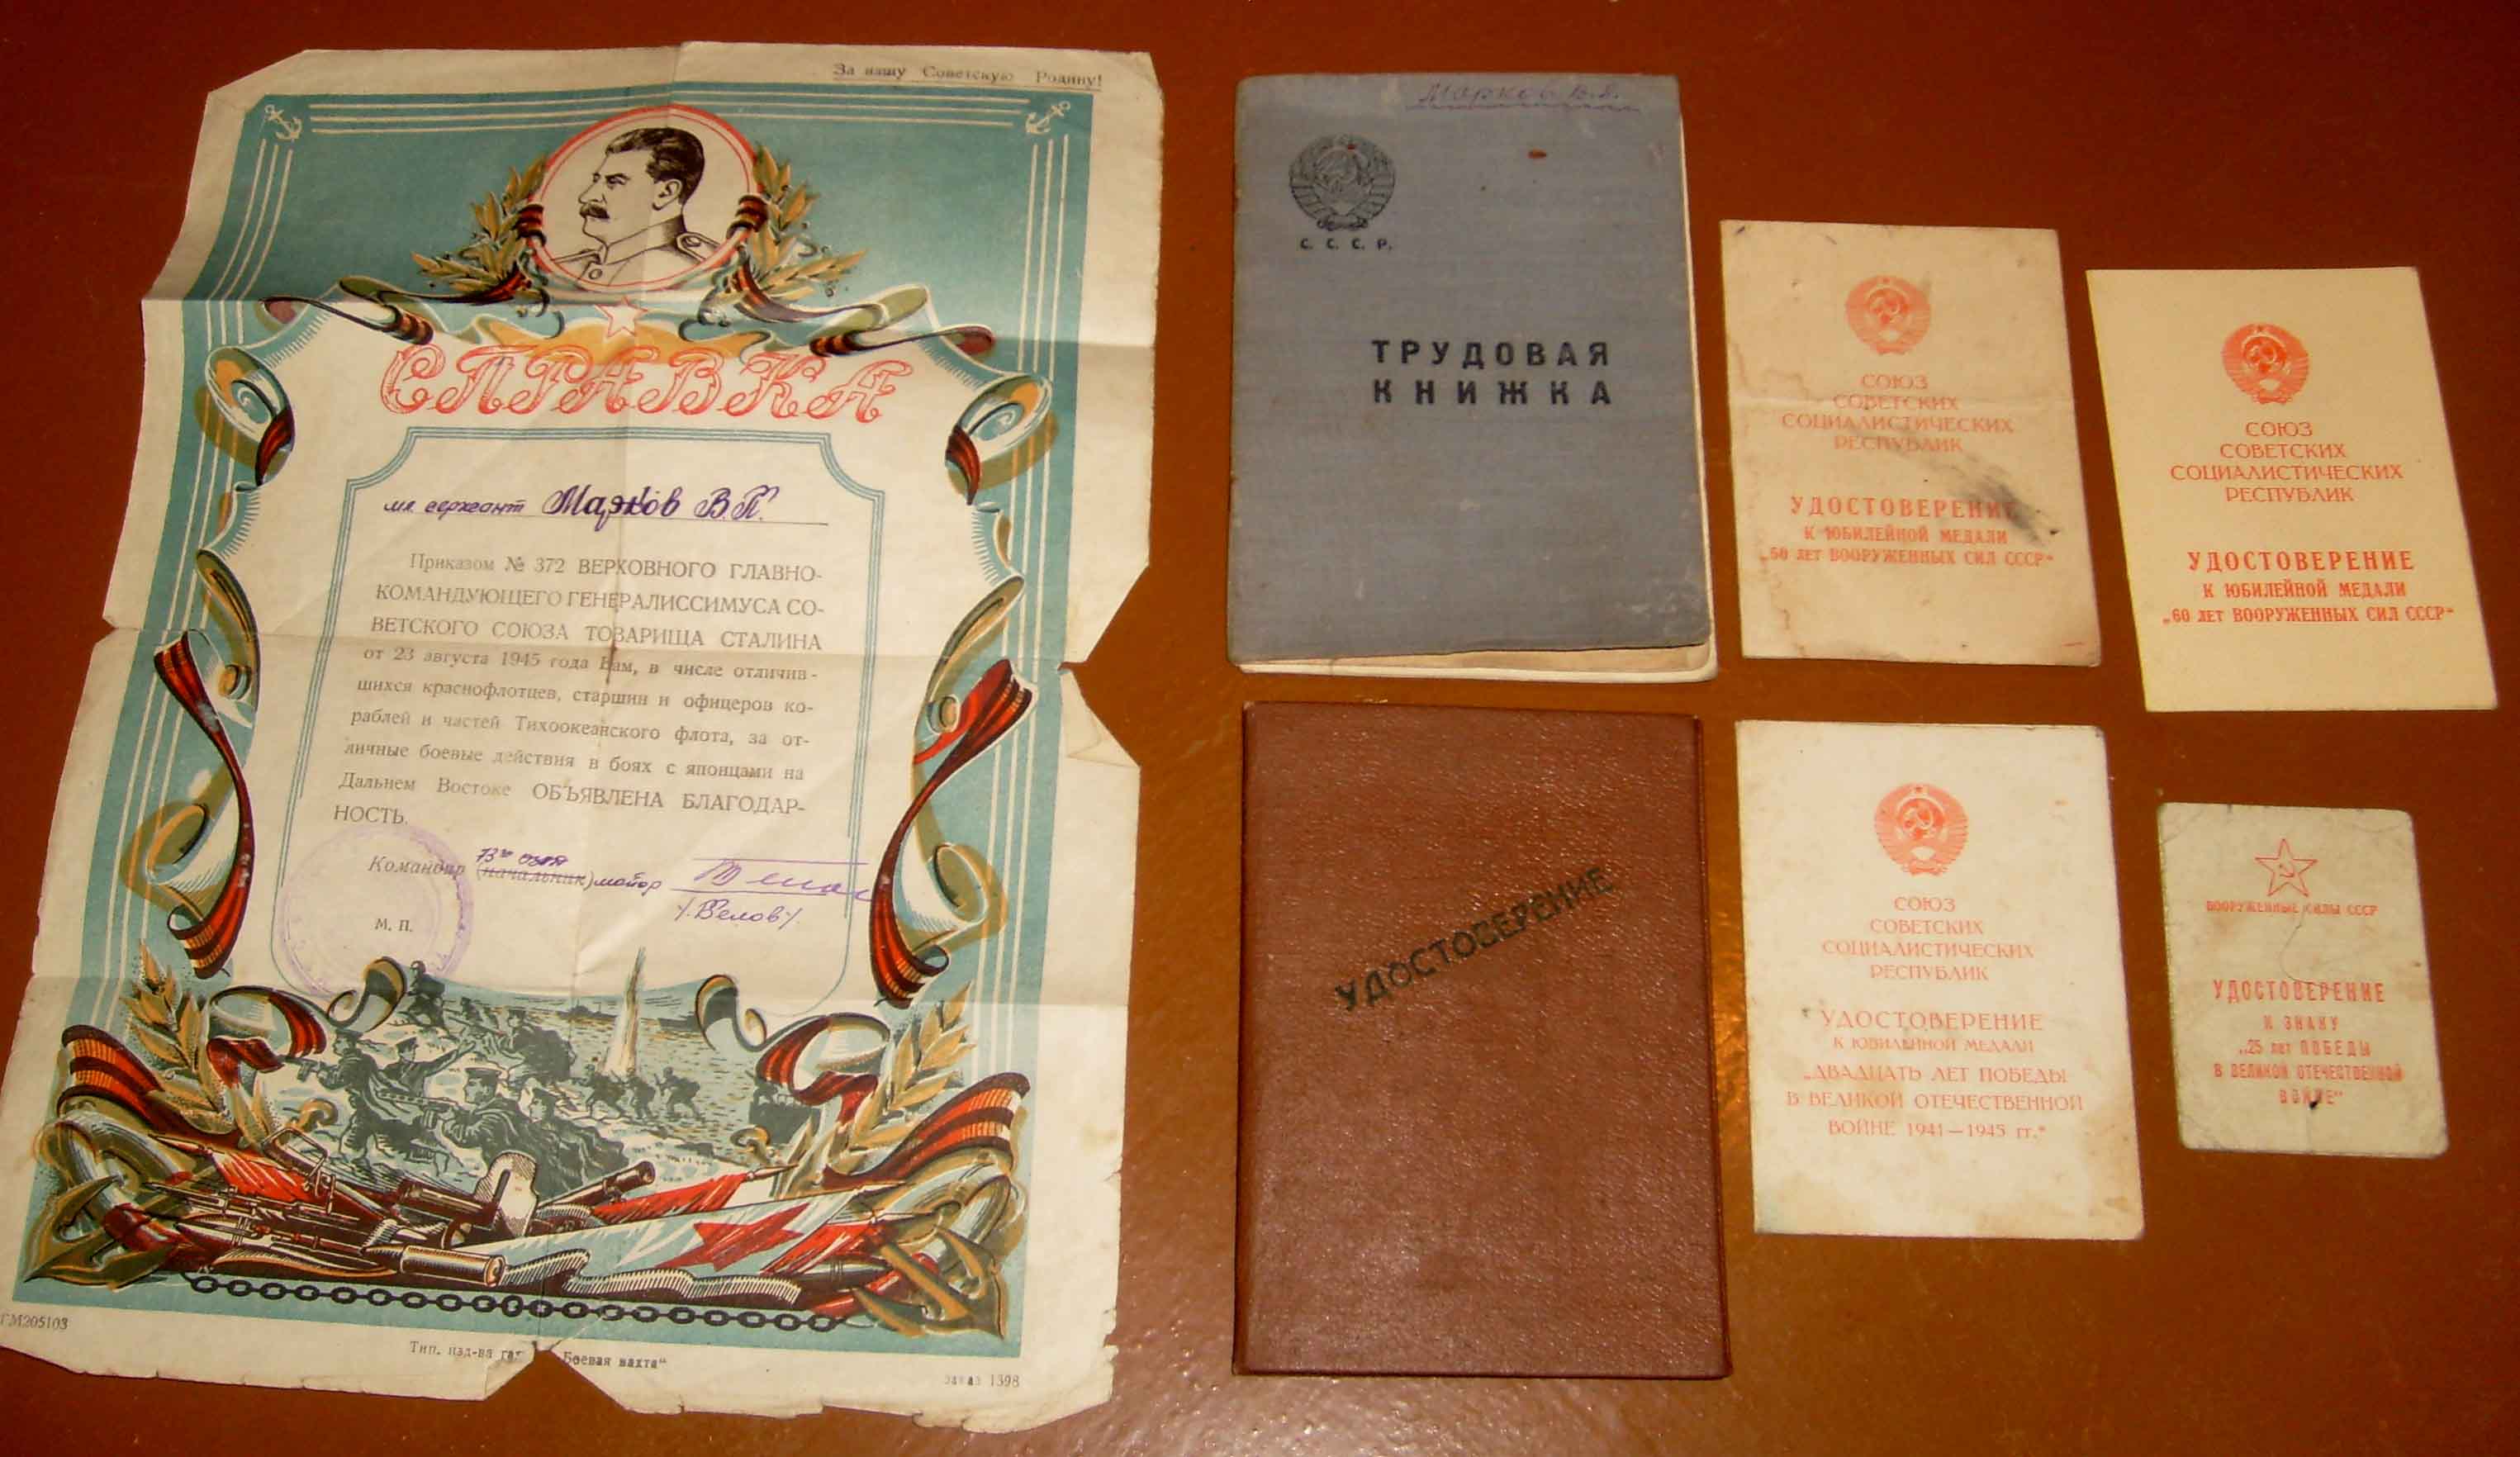 За нашу Советскую Родину!
СПРАВКА
мл. сержант Марков В.П.
Приказом № 372 ВЕРХОВНОГО ГЛАВНО-
КОМАНДУЮЩЕГО ГЕНЕРАЛИССИМУСА СО-
ВЕТСКОГО СОЮЗА ТОВАРИЩА СТАЛИНА
от 23 августа 1945 года Вам, в числе отличив-
шихся краснофлотцев, старшин и офицеров ко-
раблей и частей Тихоокеанского флота, за от-
личные боевые действия в боях с японцами на
Дальнем Востоке ОБЪЯВЛЕНА БЛАГОДАР-
НОСТЬ.
Командир (начальник) майор
/Белов/.
М. П.
ГМ205103
Тип. изд-ва газ. Боевая вахта"
заказ 1398
Марков В.П.
С. С. С. Р.
ТРУДОВАЯ
КНИЖКА
УДОСТОВЕРЕНИЕ
СОЮЗ
СОВЕТСКИХ
СОЦИАЛИСТИЧЕСКИХ
РЕСПУБЛИК
УДОСТОВЕРЕНИЕ
К ЮБИЛЕЙНОЙ МЕДАЛИ
„50 ЛЕТ ВООРУЖЕННЫХ СИЛ СССР"
СОЮЗ
СОВЕТСКИХ
СОЦИАЛИСТИЧЕСКИХ
РЕСПУБЛИК
УДОСТОВЕРЕНИЕ
К ЮБИЛЕЙНОЙ МЕДАЛИ
„60 ЛЕТ ВООРУЖЕННЫХ СИЛ СССР"
СОЮЗ
СОВЕТСКИХ
СОЦИАЛИСТИЧЕСКИХ
РЕСПУБЛИК
УДОСТОВЕРЕНИЕ
К ЮБИЛЕЙНОЙ МЕДАЛИ
„ДВАДЦАТЬ ЛЕТ ПОБЕДЫ
В ВЕЛИКОЙ ОТЕЧЕСТВЕННОЙ
ВОЙНЕ 1941—1945 гг."
ВООРУЖЕННЫЕ СИЛЫ СССР
УДОСТОВЕРЕНИЕ
К ЗНАКУ
„25 лет ПОБЕДЫ
В ВЕЛИКОЙ ОТЕЧЕСТВЕННОЙ
ВОЙНЕ"